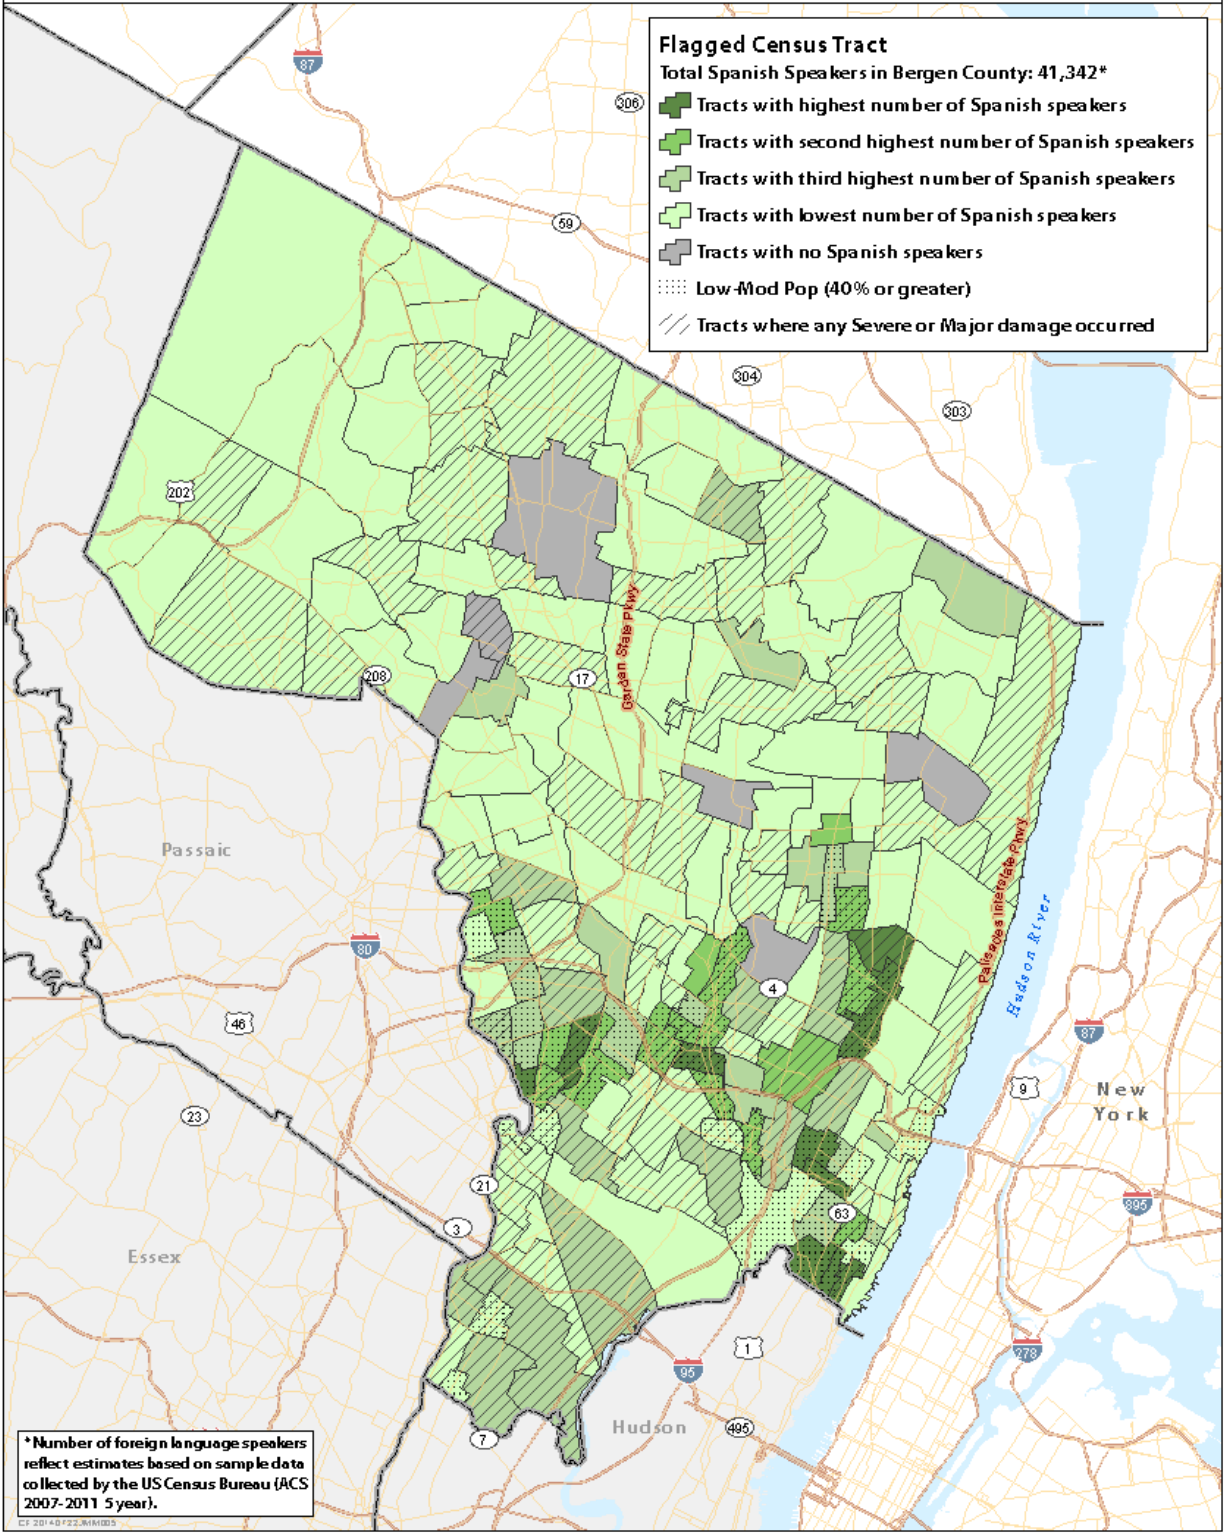 Flagged Census Tract
Total Spanish Speakers in Bergen County: 41,342*
Tracts with highest number of Spanish speakers
Tracts with second highest number of Spanish speakers
Tracts with third highest number of Spanish speakers
Tracts with lowest number of Spanish speakers
Tracts with no Spanish speakers
Low-Mod Pop (40% or greater)
Tracts where any Severe or Major damage occurred
87
306
59
304
303
202
Garden State Pkwy
208
17
Passaic
Palisades Interstate Pkwy
Hudson River
80
4
46
87
9
New
York
23
21
895
63
3
Essex
1
278
95
Hudson
495
7
*Number of foreign language speakers
reflect estimates based on sample data
collected by the US Census Bureau (ACS
2007-2011 5 year).